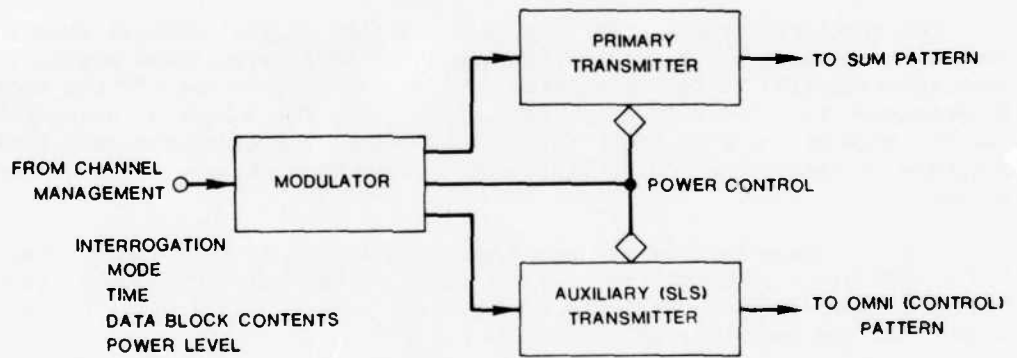 PRIMARY
TRANSMITTER
TO SUM PATTERN
FROM CHANNEL
MANAGEMENT
MODULATOR
POWER CONTROL
INTERROGATION
MODE
TIME
DATA BLOCK CONTENTS
POWER LEVEL
AUXILIARY (SLS)
TRANSMITTER
TO OMNI (CONTROL)
PATTERN